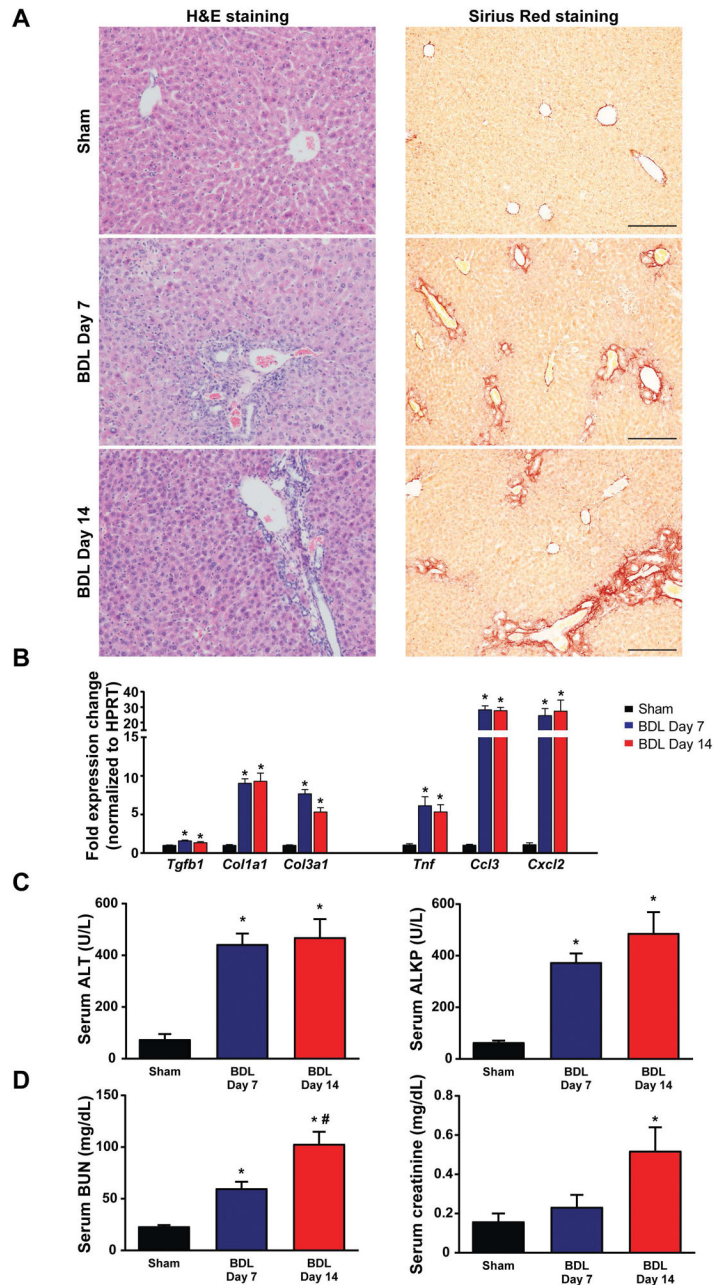 A
H&E staining
Sirius Red staining
Sham
BDL Day 7
BDL Day 14
B
Fold expression change
(normalized to HPRT)
40
30
20
10
15
10
5
0
* * * * * * * * * * * *
Tgfb1 Col1a1 Col3a1 Tnf Ccl3 Cxcl2
Sham
BDL Day 7
BDL Day 14
C
Serum ALT (U/L)
600
400
200
0
* *
Sham BDL BDL
Day 7 Day 14
Serum ALKP (U/L)
600
400
200
0
* *
Sham BDL BDL
Day 7 Day 14
D
Serum BUN (mg/dL)
150
100
50
0
* * #
Sham BDL BDL
Day 7 Day 14
Serum creatinine (mg/dL)
0.8
0.6
0.4
0.2
0.0
*
Sham BDL BDL
Day 7 Day 14